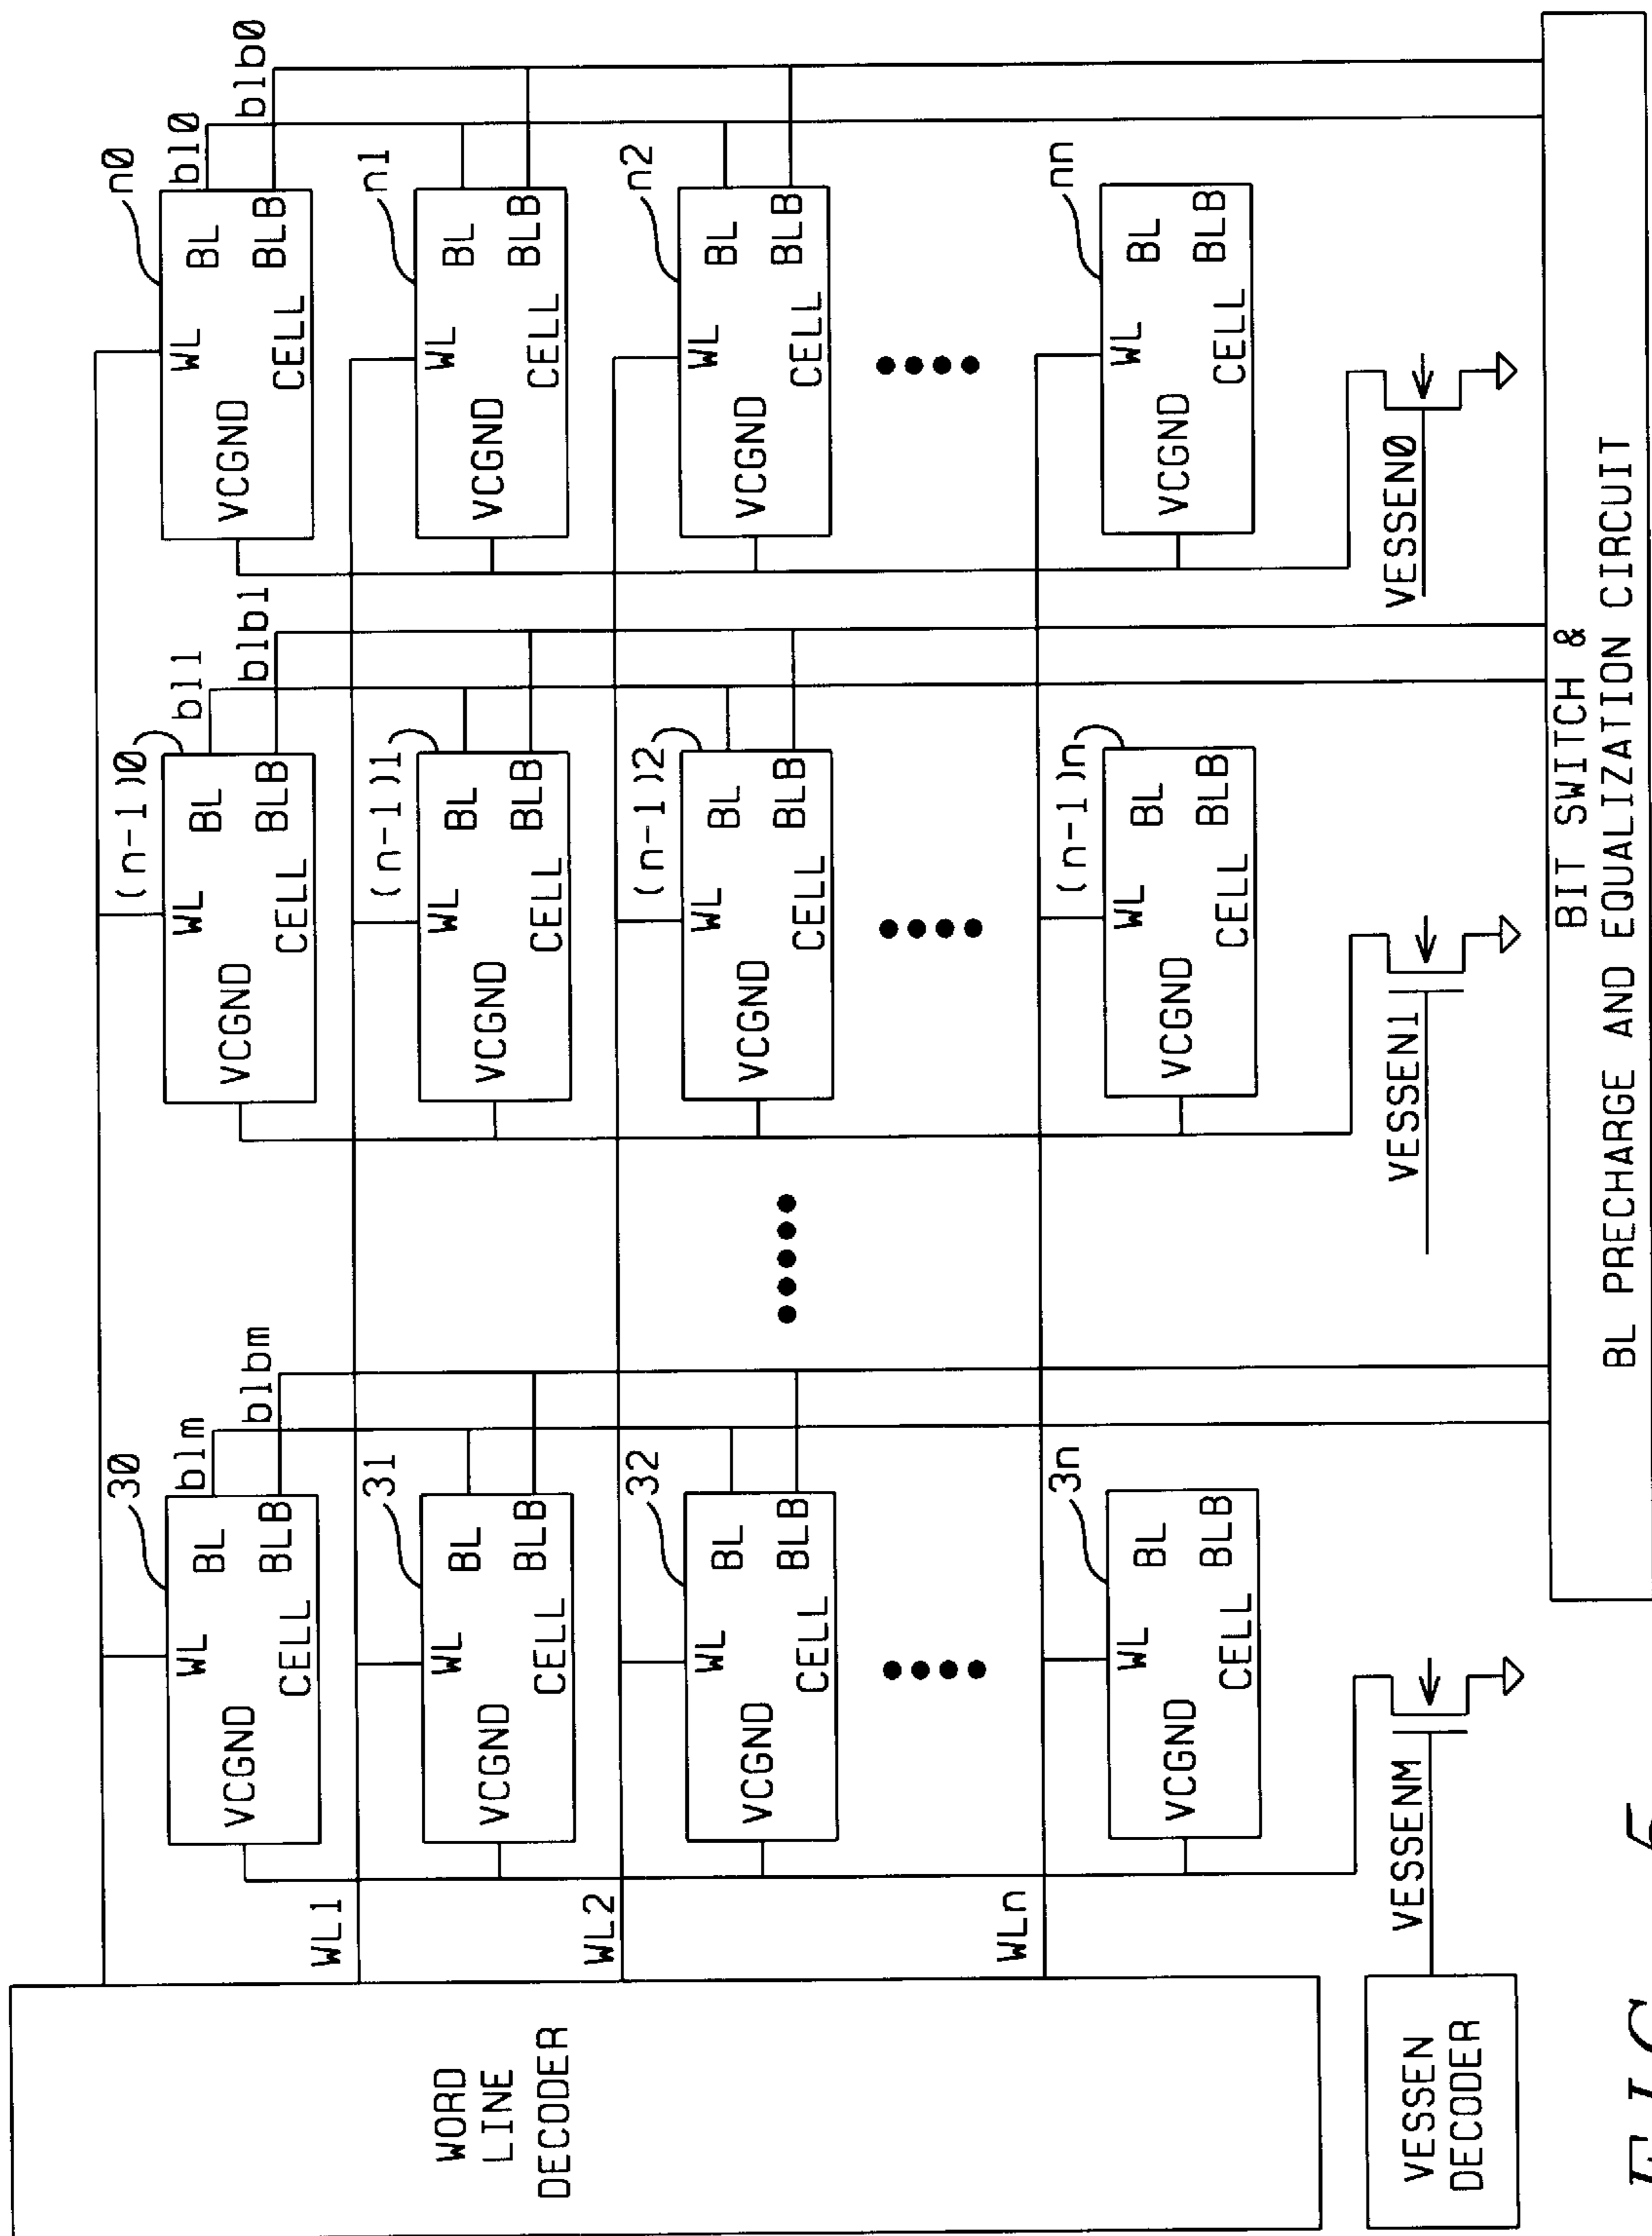 WORD
LINE
DECODER
VESSEN
DECODER
WL1
WL2
WLn
30
blm
blbm
WL
BL
VCGND
BLB
CELL
31
WL
BL
VCGND
BLB
CELL
32
WL
BL
VCGND
BLB
CELL
3n
WL
BL
VCGND
BLB
CELL
VESSENM
(n-1)0
bl1
blb1
WL
BL
VCGND
BLB
CELL
(n-1)1
WL
BL
VCGND
BLB
CELL
(n-1)2
WL
BL
VCGND
BLB
CELL
(n-1)n
WL
BL
VCGND
BLB
CELL
VESSEN1
n0
bl0
blb0
WL
BL
VCGND
BLB
CELL
n1
WL
BL
VCGND
BLB
CELL
n2
WL
BL
VCGND
BLB
CELL
nn
WL
BL
VCGND
BLB
CELL
VESSEN0
BIT SWITCH &
BL PRECHARGE AND EQUALIZATION CIRCUIT
FIG. 5